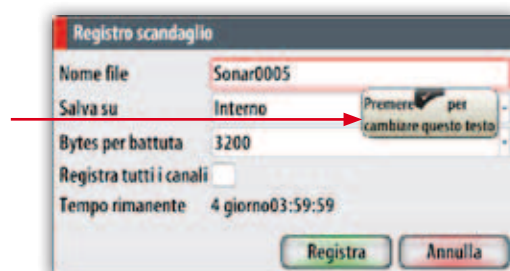 Registro scandaglio
Nome file Sonar0005
Salva su Interno
Premere per
cambiare questo testo
Bytes per battuta 3200
Registra tutti i canali
Tempo rimanente 4 giorno03:59:59
Registra Annulla